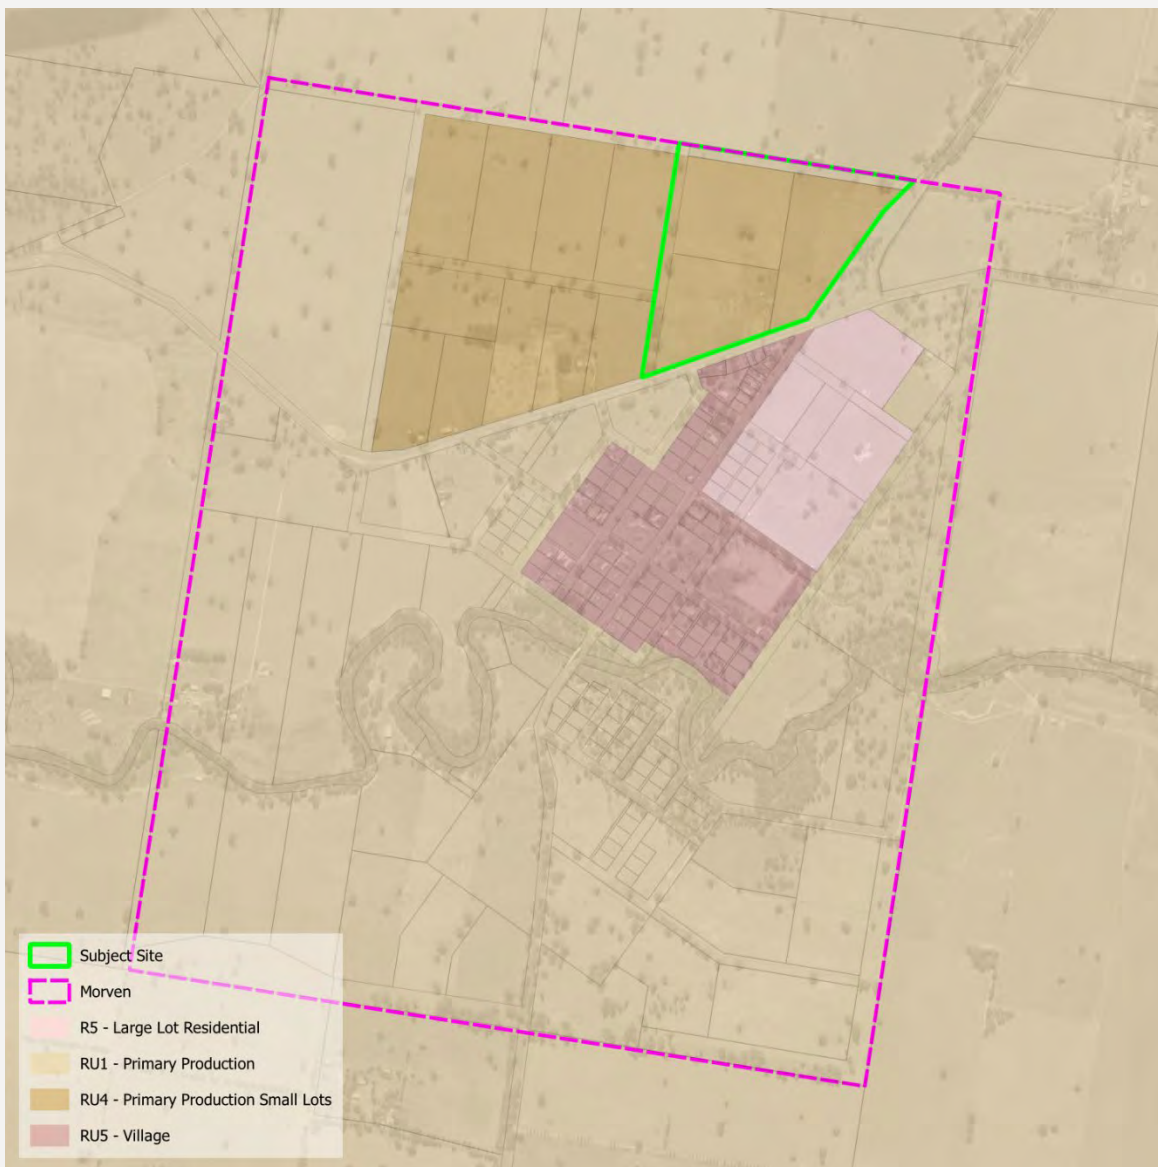 Subject Site
Morven
R5 - Large Lot Residential
RU1 - Primary Production
RU4 - Primary Production Small Lots
RU5 - Village